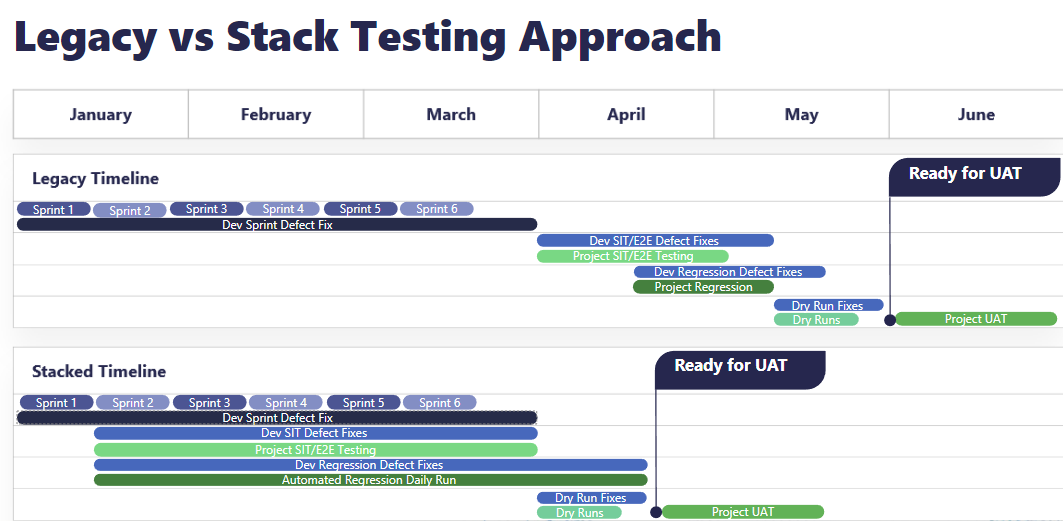 Legacy vs Stack Testing Approach
January February March April May June
Legacy Timeline
Ready for UAT
Sprint 1 Sprint 2 Sprint 3 Sprint 4 Sprint 5 Sprint 6
Dev Sprint Defect Fix
Dev SIT/E2E Defect Fixes
Project SIT/E2E Testing
Dev Regression Defect Fixes
Project Regression
Dry Run Fixes
Dry Runs Project UAT
Stacked Timeline
Ready for UAT
Sprint 1 Sprint 2 Sprint 3 Sprint 4 Sprint 5 Sprint 6
Dev Sprint Defect Fix
Dev SIT Defect Fixes
Project SIT/E2E Testing
Dev Regression Defect Fixes
Automated Regression Daily Run
Dry Run Fixes
Dry Runs Project UAT